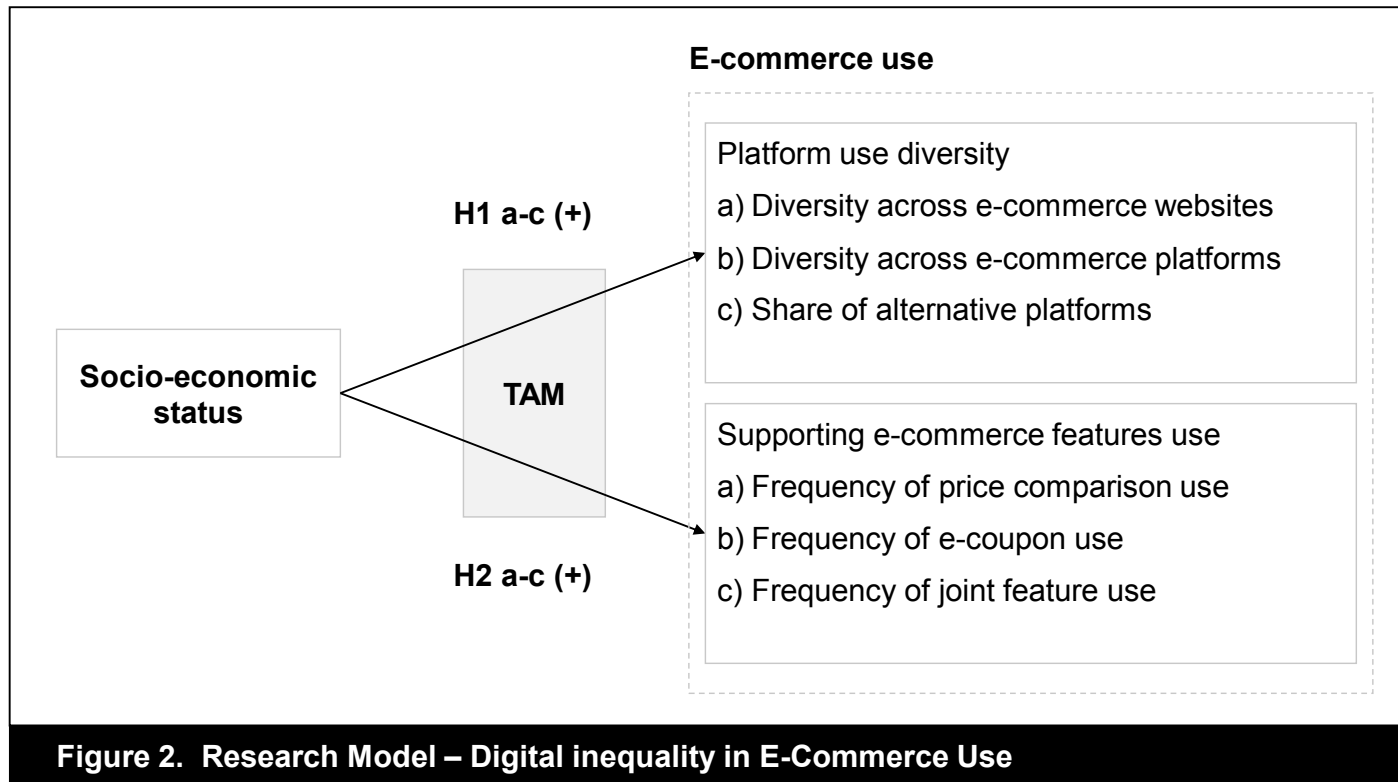 E-commerce use
Platform use diversity
a) Diversity across e-commerce websites
b) Diversity across e-commerce platforms
c) Share of alternative platforms
H1 a-c (+)
Socio-economic
status
TAM
H2 a-c (+)
Supporting e-commerce features use
a) Frequency of price comparison use
b) Frequency of e-coupon use
c) Frequency of joint feature use
Figure 2. Research Model – Digital inequality in E-Commerce Use